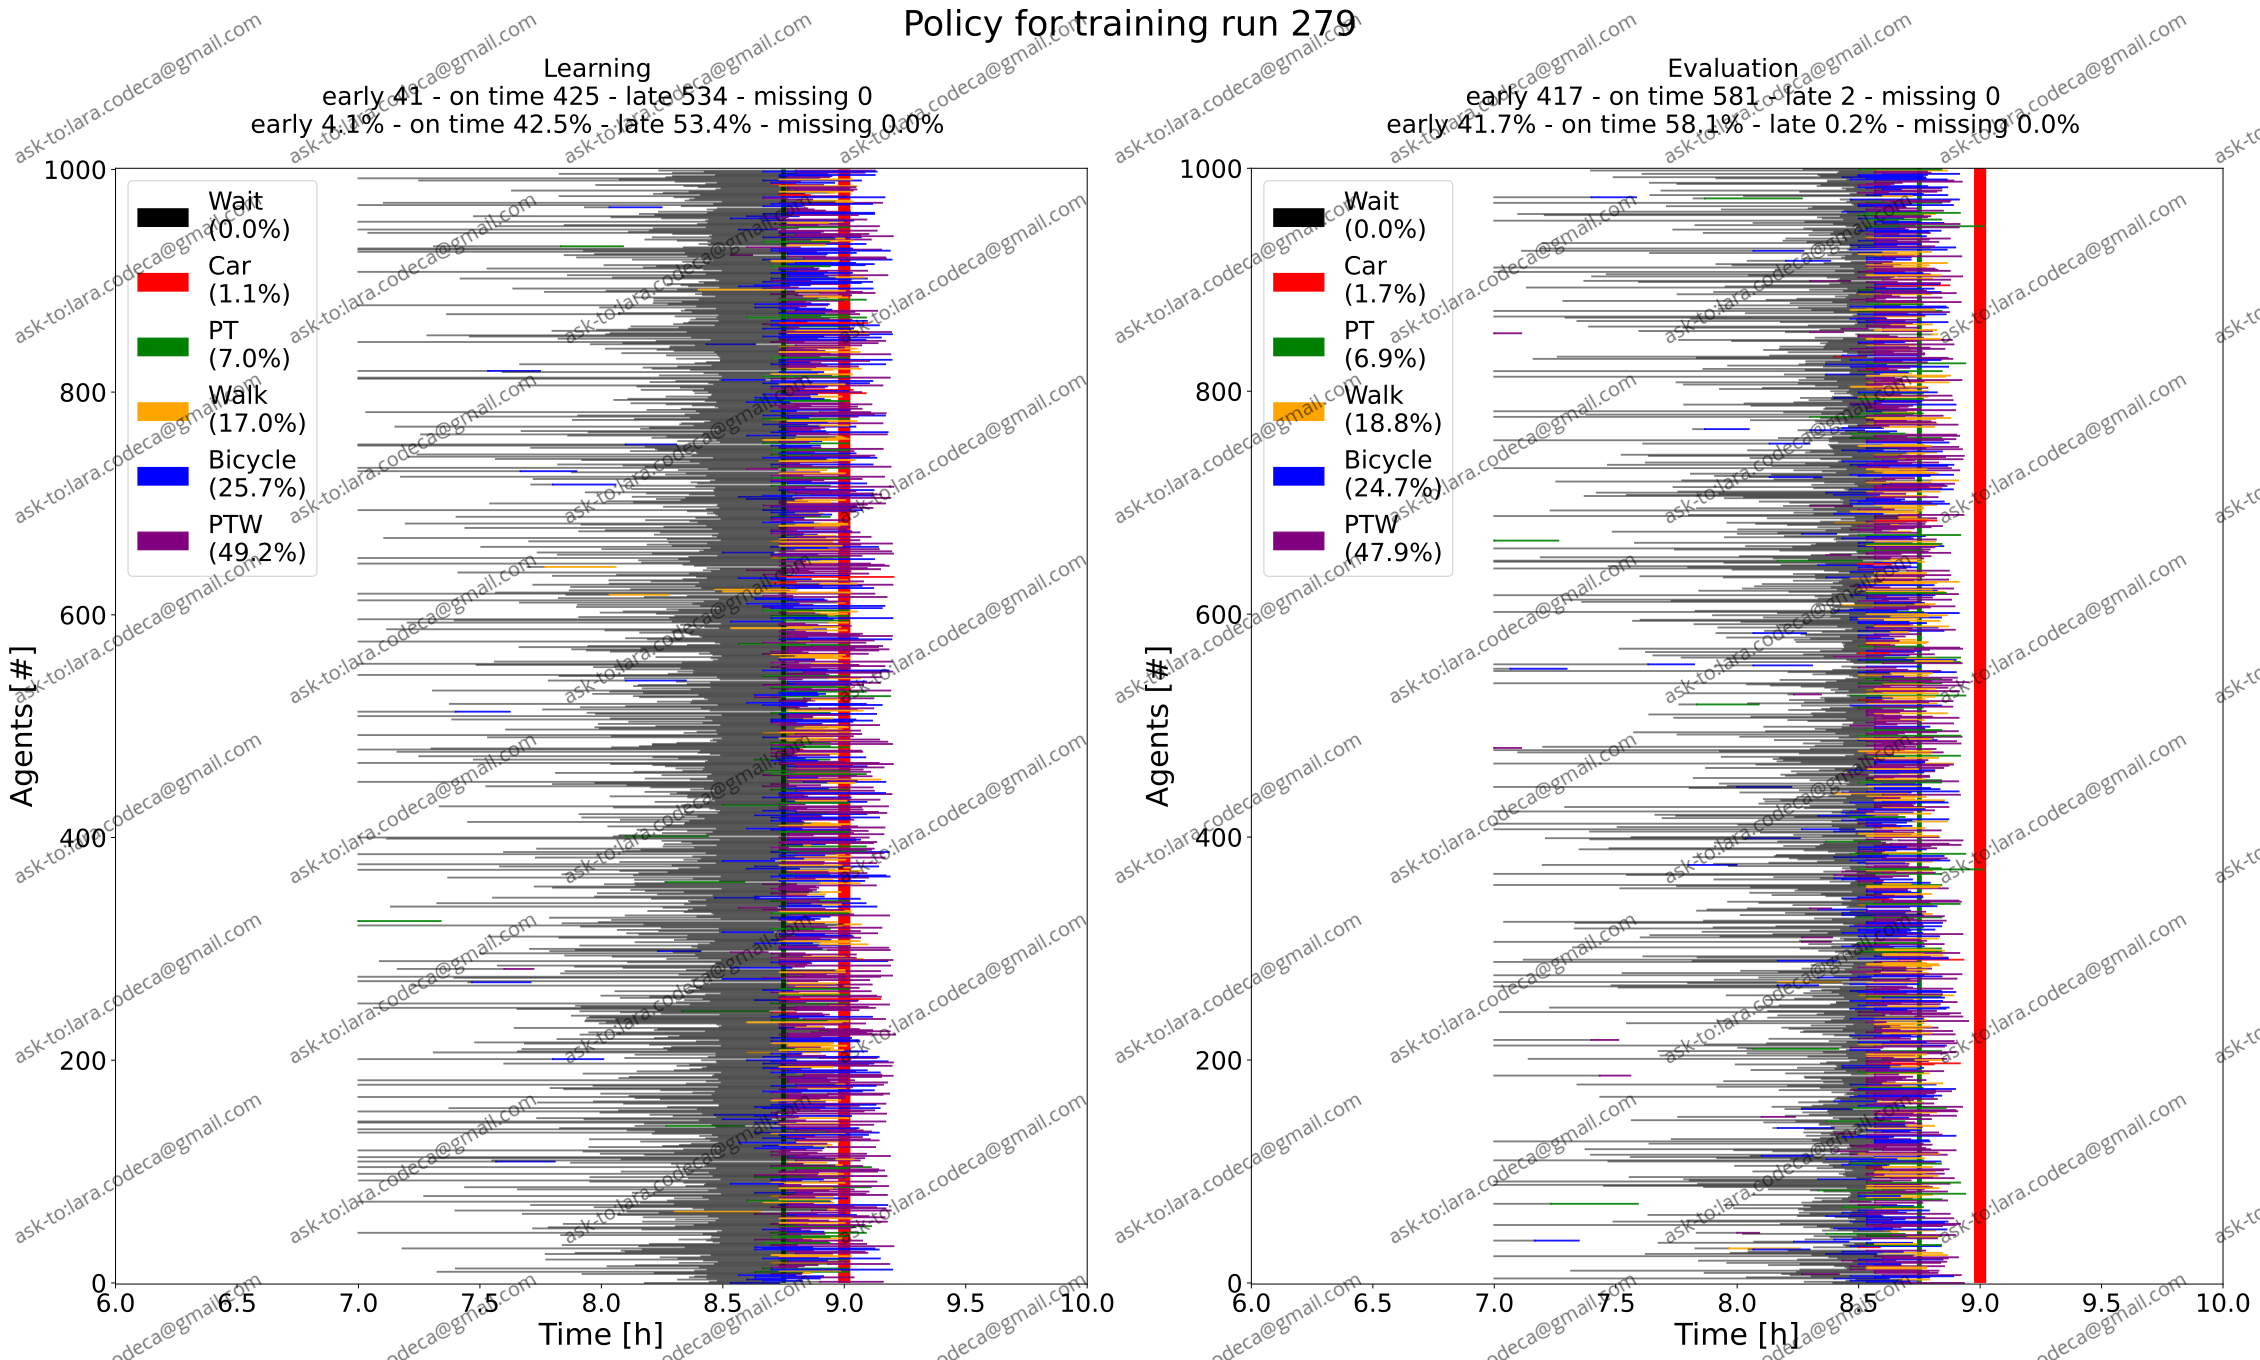 Policy for training run 279
Learning
early 41 - on time 425 - late 534 - missing 0
early 4.1% - on time 42.5% - late 53.4% - missing 0.0%
Agents [#]
1000
800
600
400
200
0
Wait
(0.0%)
Car
(1.1%)
PT
(7.0%)
Walk
(17.0%)
Bicycle
(25.7%)
PTW
(49.2%)
6.0 6.5 7.0 7.5 8.0 8.5 9.0 9.5 10.0
Time [h]
Evaluation
early 417 - on time 581 - late 2 - missing 0
early 41.7% - on time 58.1% - late 0.2% - missing 0.0%
Agents [#]
1000
800
600
400
200
0
Wait
(0.0%)
Car
(1.7%)
PT
(6.9%)
Walk
(18.8%)
Bicycle
(24.7%)
PTW
(47.9%)
6.0 6.5 7.0 7.5 8.0 8.5 9.0 9.5 10.0
Time [h]
ask-to:lara.codeca@gmail.com